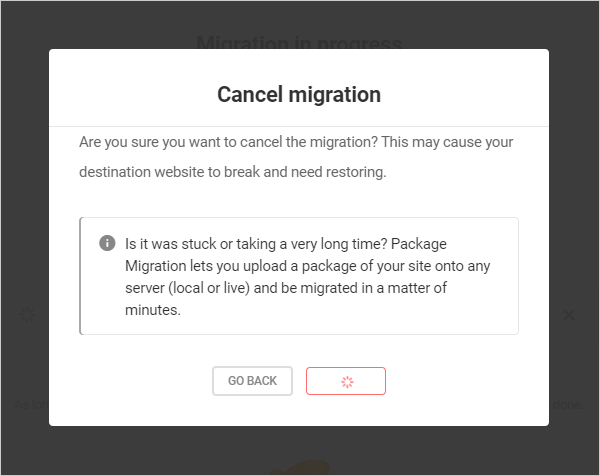 Migration in progress
Cancel migration
Are you sure you want to cancel the migration? This may cause your
destination website to break and need restoring.
Is it was stuck or taking a very long time? Package
Migration lets you upload a package of your site onto any
server (local or live) and be migrated in a matter of
minutes.
GO BACK
done.